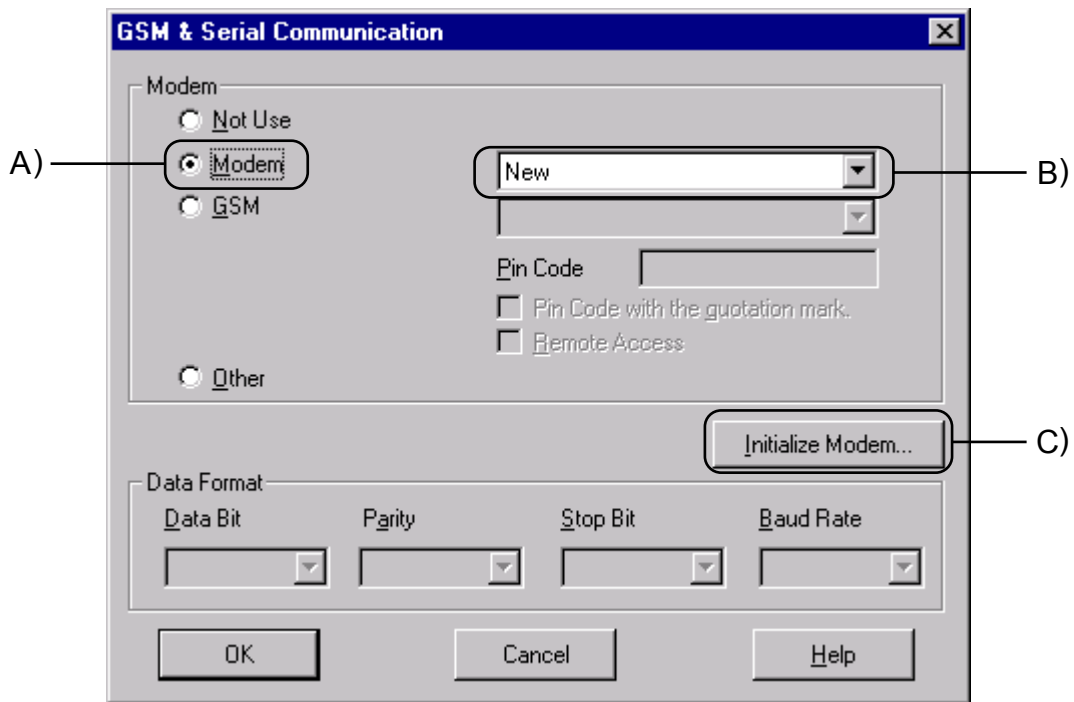 GSM & Serial Communication
Modem
Not Use
A)
Modem
New
B)
GSM
Pin Code
Pin Code with the guotation mark.
Remote Access
Other
Initialize Modem...
C)
Data Format
Data Bit Parity Stop Bit Baud Rate
OK Cancel Help